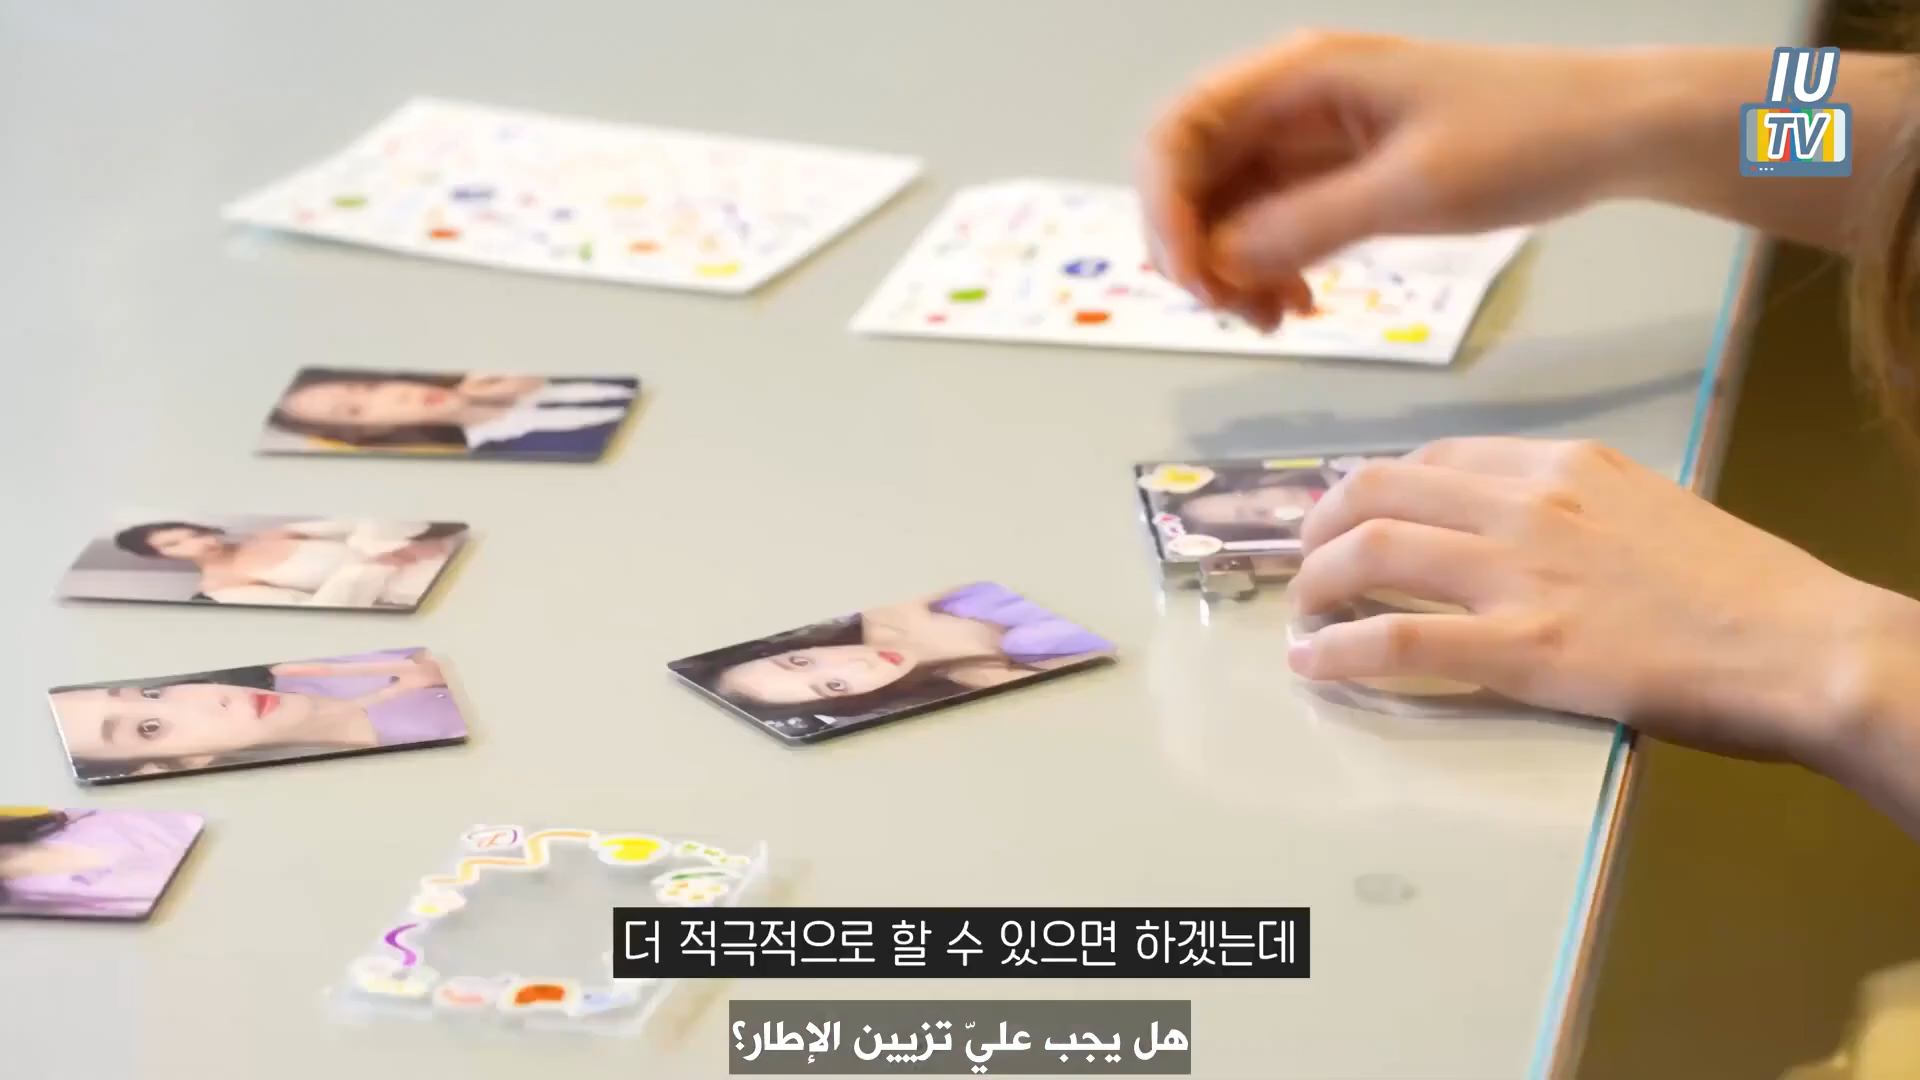 IU
TV
더 적극적으로 할 수 있으면 하겠는데
هل يجب عليّ تزيين الإطار؟